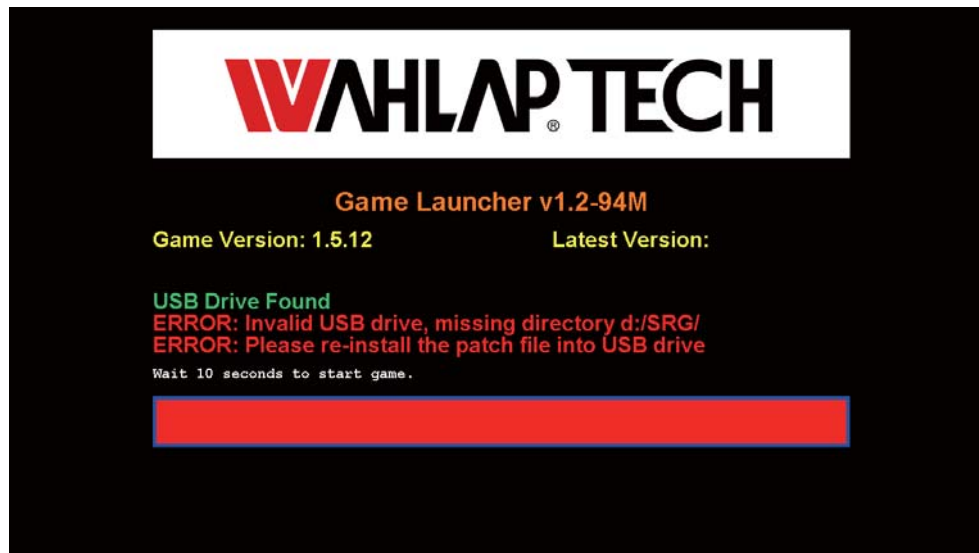 WAHLAP® TECH
Game Launcher v1.2-94M
Game Version: 1.5.12 Latest Version:
USB Drive Found
ERROR: Invalid USB drive, missing directory d:/SRG/
ERROR: Please re-install the patch file into USB drive
Wait 10 seconds to start game.